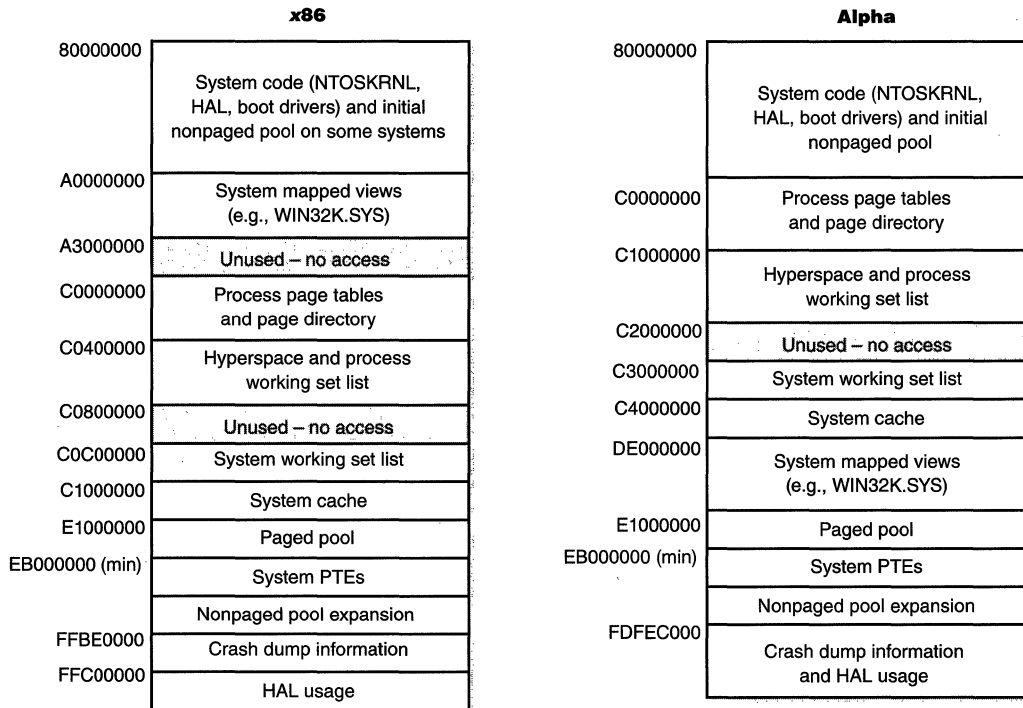 x86
80000000
System code (NTOSKRNL,
HAL, boot drivers) and initial
nonpaged pool on some systems
A0000000
System mapped views
(e.g., WIN32K.SYS)
A3000000
Unused – no access
C0000000
Process page tables
and page directory
C0400000
Hyperspace and process
working set list
C0800000
Unused – no access
C0C00000
System working set list
C1000000
System cache
E1000000
Paged pool
EB000000 (min)
System PTEs
Nonpaged pool expansion
FFBE0000
Crash dump information
FFC00000
HAL usage
Alpha
80000000
System code (NTOSKRNL,
HAL, boot drivers) and initial
nonpaged pool
C0000000
Process page tables
and page directory
C1000000
Hyperspace and process
working set list
C2000000
Unused – no access
C3000000
System working set list
C4000000
System cache
DE000000
System mapped views
(e.g., WIN32K.SYS)
E1000000
Paged pool
EB000000 (min)
System PTEs
Nonpaged pool expansion
FDFEC000
Crash dump information
and HAL usage